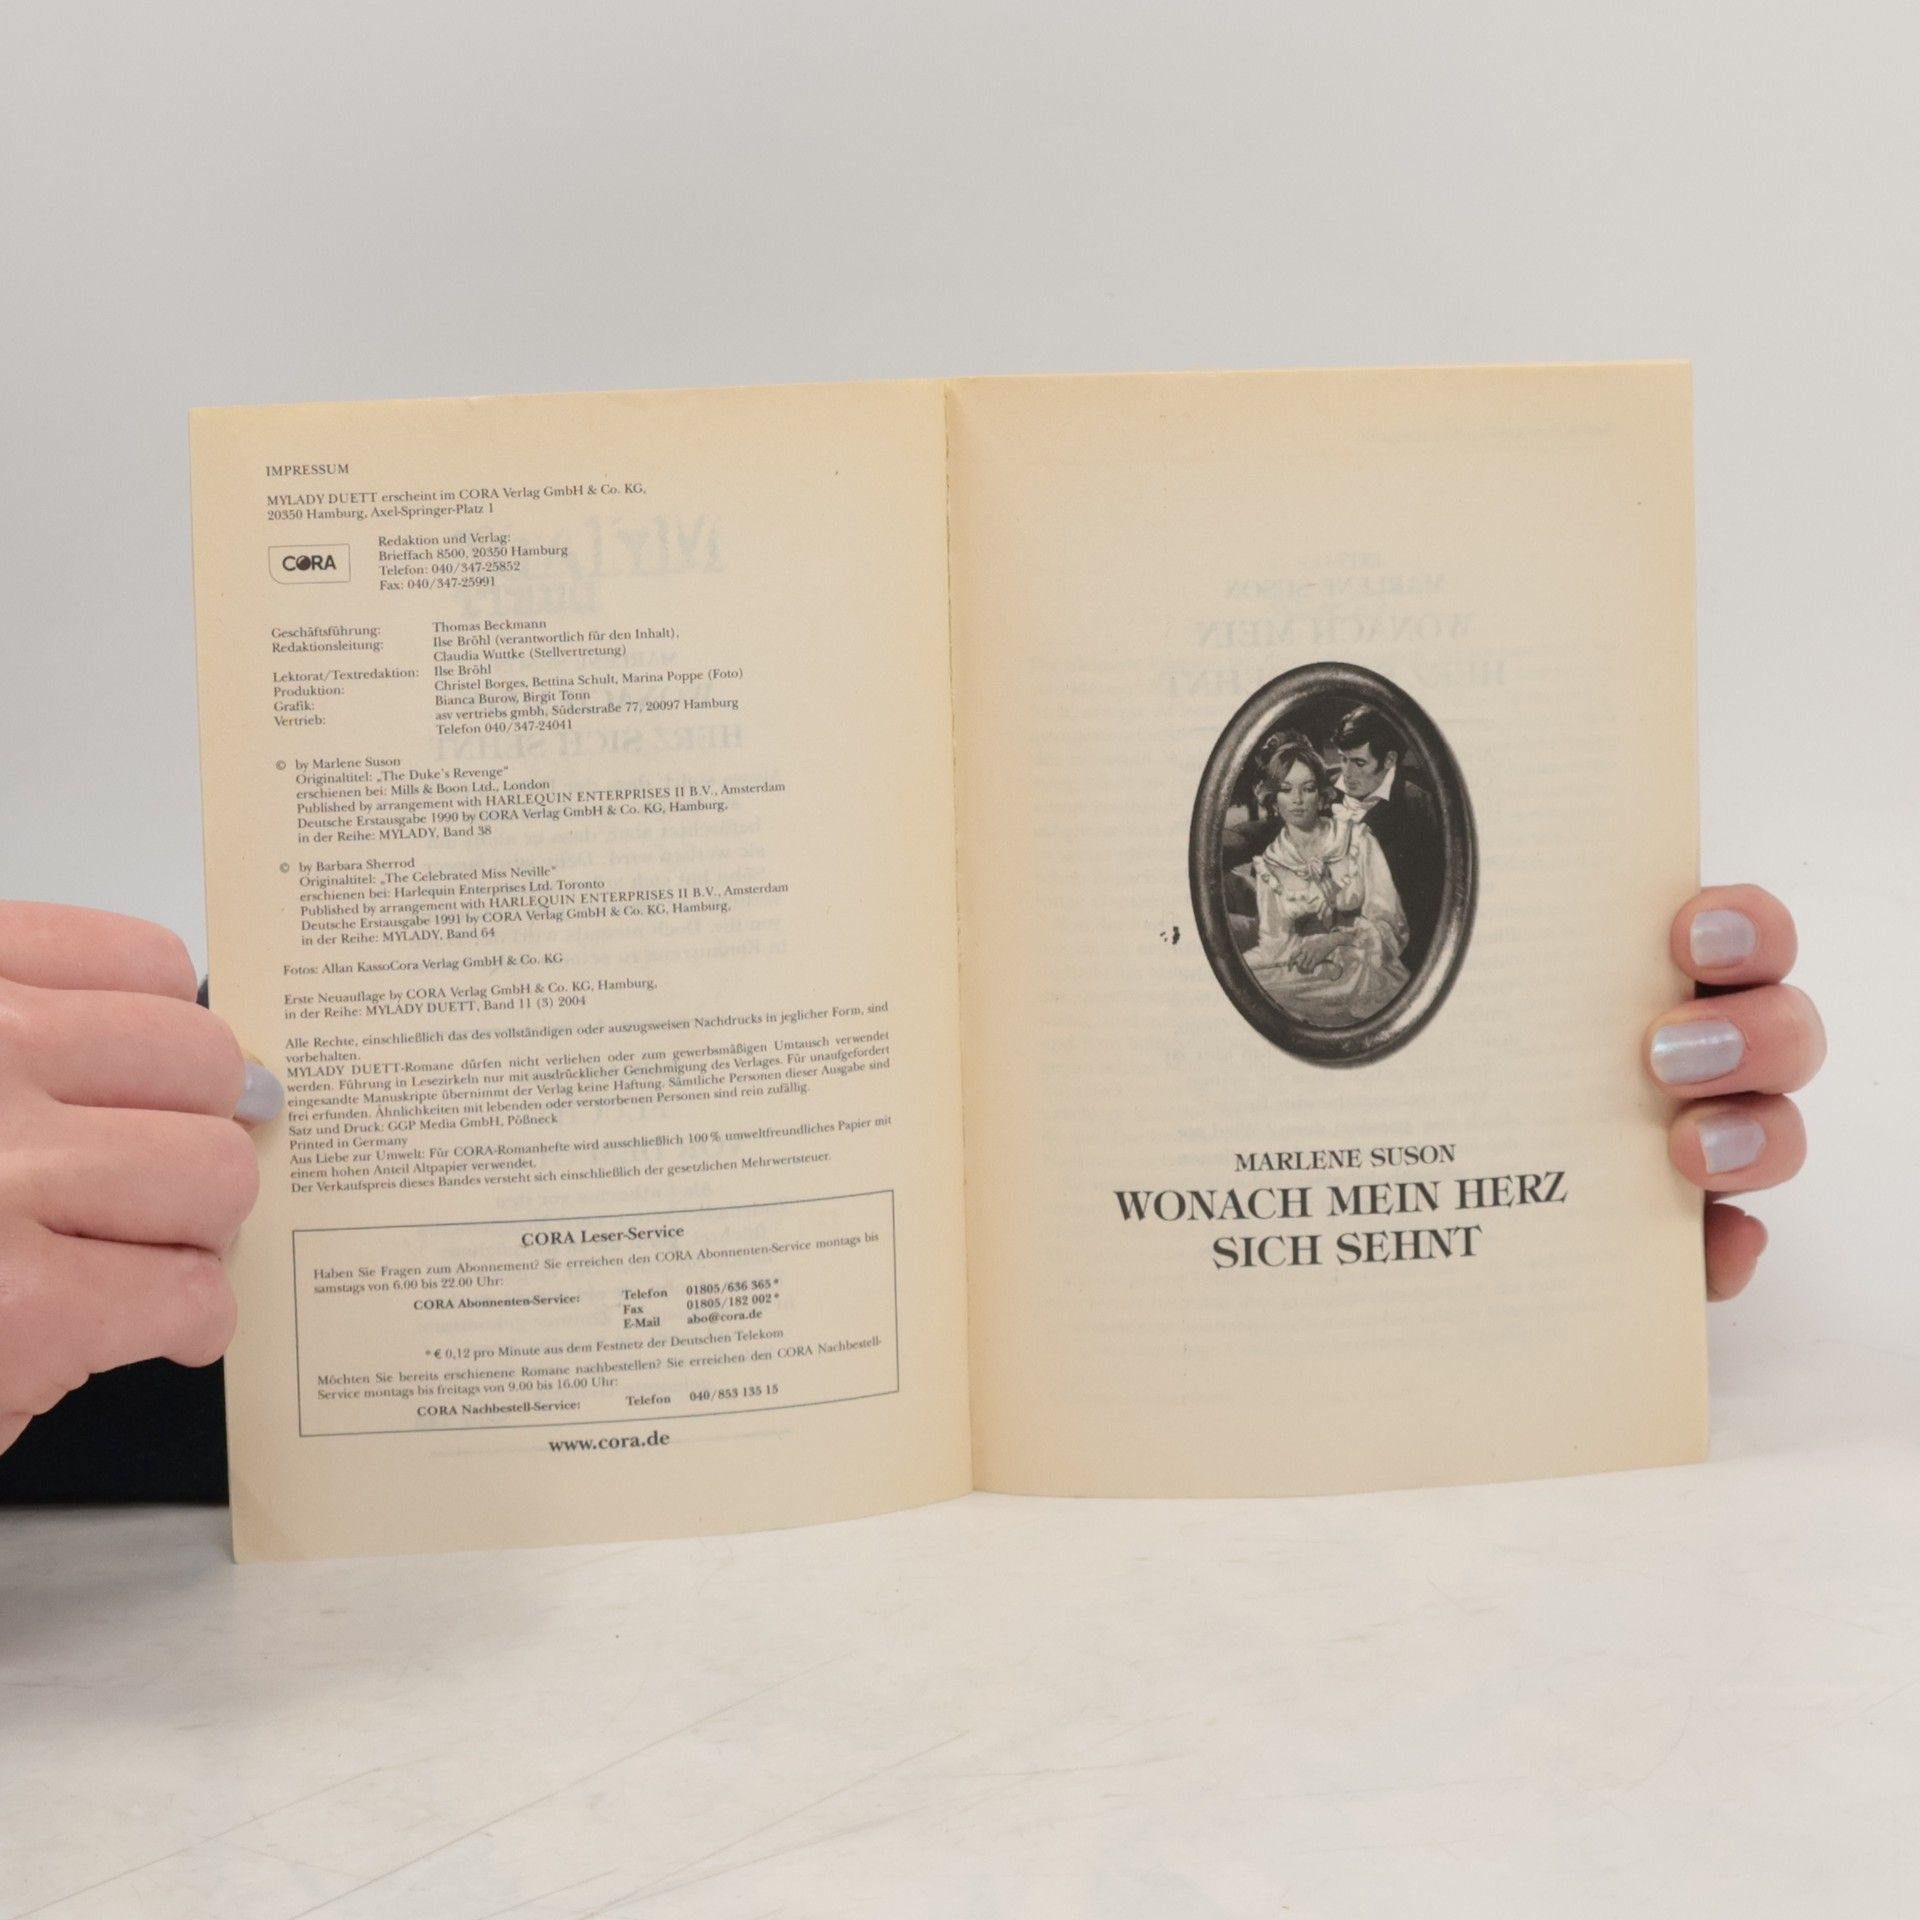 IMPRESSUM
MYLADY DUETT erscheint im CORA Verlag GmbH & Co. KG,
20350 Hamburg, Axel-Springer-Platz 1
CORA
Redaktion und Verlag:
Brieffach 8500, 20350 Hamburg
Telefon: 040/347-25852
Fax: 040/347-25991
Geschäftsführung: Thomas Beckmann
Redaktionsleitung: Ilse Bröhl (verantwortlich für den Inhalt),
Claudia Wuttke (Stellvertretung)
Lektorat/Textredaktion: Ilse Bröhl
Produktion: Christel Borges, Bettina Schult, Marina Poppe (Foto)
Grafik: Bianca Burow, Birgit Tonn
Vertrieb: asv vertriebs gmbh, Süderstraße 77, 20097 Hamburg
Telefon 040/347-24041
© by Marlene Suson
Originaltitel: „The Duke's Revenge"
erschienen bei: Mills & Boon Ltd., London
Published by arrangement with HARLEQUIN ENTERPRISES II B.V., Amsterdam
Deutsche Erstausgabe 1990 by CORA Verlag GmbH & Co. KG, Hamburg,
in der Reihe: MYLADY, Band 38
© by Barbara Sherrod
Originaltitel: „The Celebrated Miss Neville"
erschienen bei: Harlequin Enterprises Ltd. Toronto
Published by arrangement with HARLEQUIN ENTERPRISES II B.V., Amsterdam
Deutsche Erstausgabe 1991 by CORA Verlag GmbH & Co. KG, Hamburg,
in der Reihe: MYLADY, Band 64
Fotos: Allan KassoCora Verlag GmbH & Co. KG
Erste Neuauflage by CORA Verlag GmbH & Co. KG, Hamburg,
in der Reihe: MYLADY DUETT, Band 11 (3) 2004
Alle Rechte, einschließlich das des vollständigen oder auszugsweisen Nachdrucks in jeglicher Form, sind
vorbehalten.
MYLADY DUETT-Romane dürfen nicht verliehen oder zum gewerbsmäßigen Umtausch verwendet
werden. Führung in Lesezirkeln nur mit ausdrücklicher Genehmigung des Verlages. Für unaufgefordert
eingesandte Manuskripte übernimmt der Verlag keine Haftung. Sämtliche Personen dieser Ausgabe sind
frei erfunden. Ähnlichkeiten mit lebenden oder verstorbenen Personen sind rein zufällig.
Satz und Druck: GGP Media GmbH, Pößneck
Printed in Germany
Aus Liebe zur Umwelt: Für CORA-Romanhefte wird ausschließlich 100 % umweltfreundliches Papier mit
einem hohen Anteil Altpapier verwendet.
Der Verkaufspreis dieses Bandes versteht sich einschließlich der gesetzlichen Mehrwertsteuer.
CORA Leser-Service
Haben Sie Fragen zum Abonnement? Sie erreichen den CORA Abonnenten-Service montags bis
samstags von 6.00 bis 22.00 Uhr:
CORA Abonnenten-Service: Telefon 01805/636 365*
Fax 01805/182 002*
E-Mail abo@cora.de
* € 0,12 pro Minute aus dem Festnetz der Deutschen Telekom
Möchten Sie bereits erschienene Romane nachbestellen? Sie erreichen den CORA Nachbestell-
Service montags bis freitags von 9.00 bis 16.00 Uhr:
CORA Nachbestell-Service: Telefon 040/853 135 15
www.cora.de
MARLENE SUSON
WONACH MEIN HERZ
SICH SEHNT